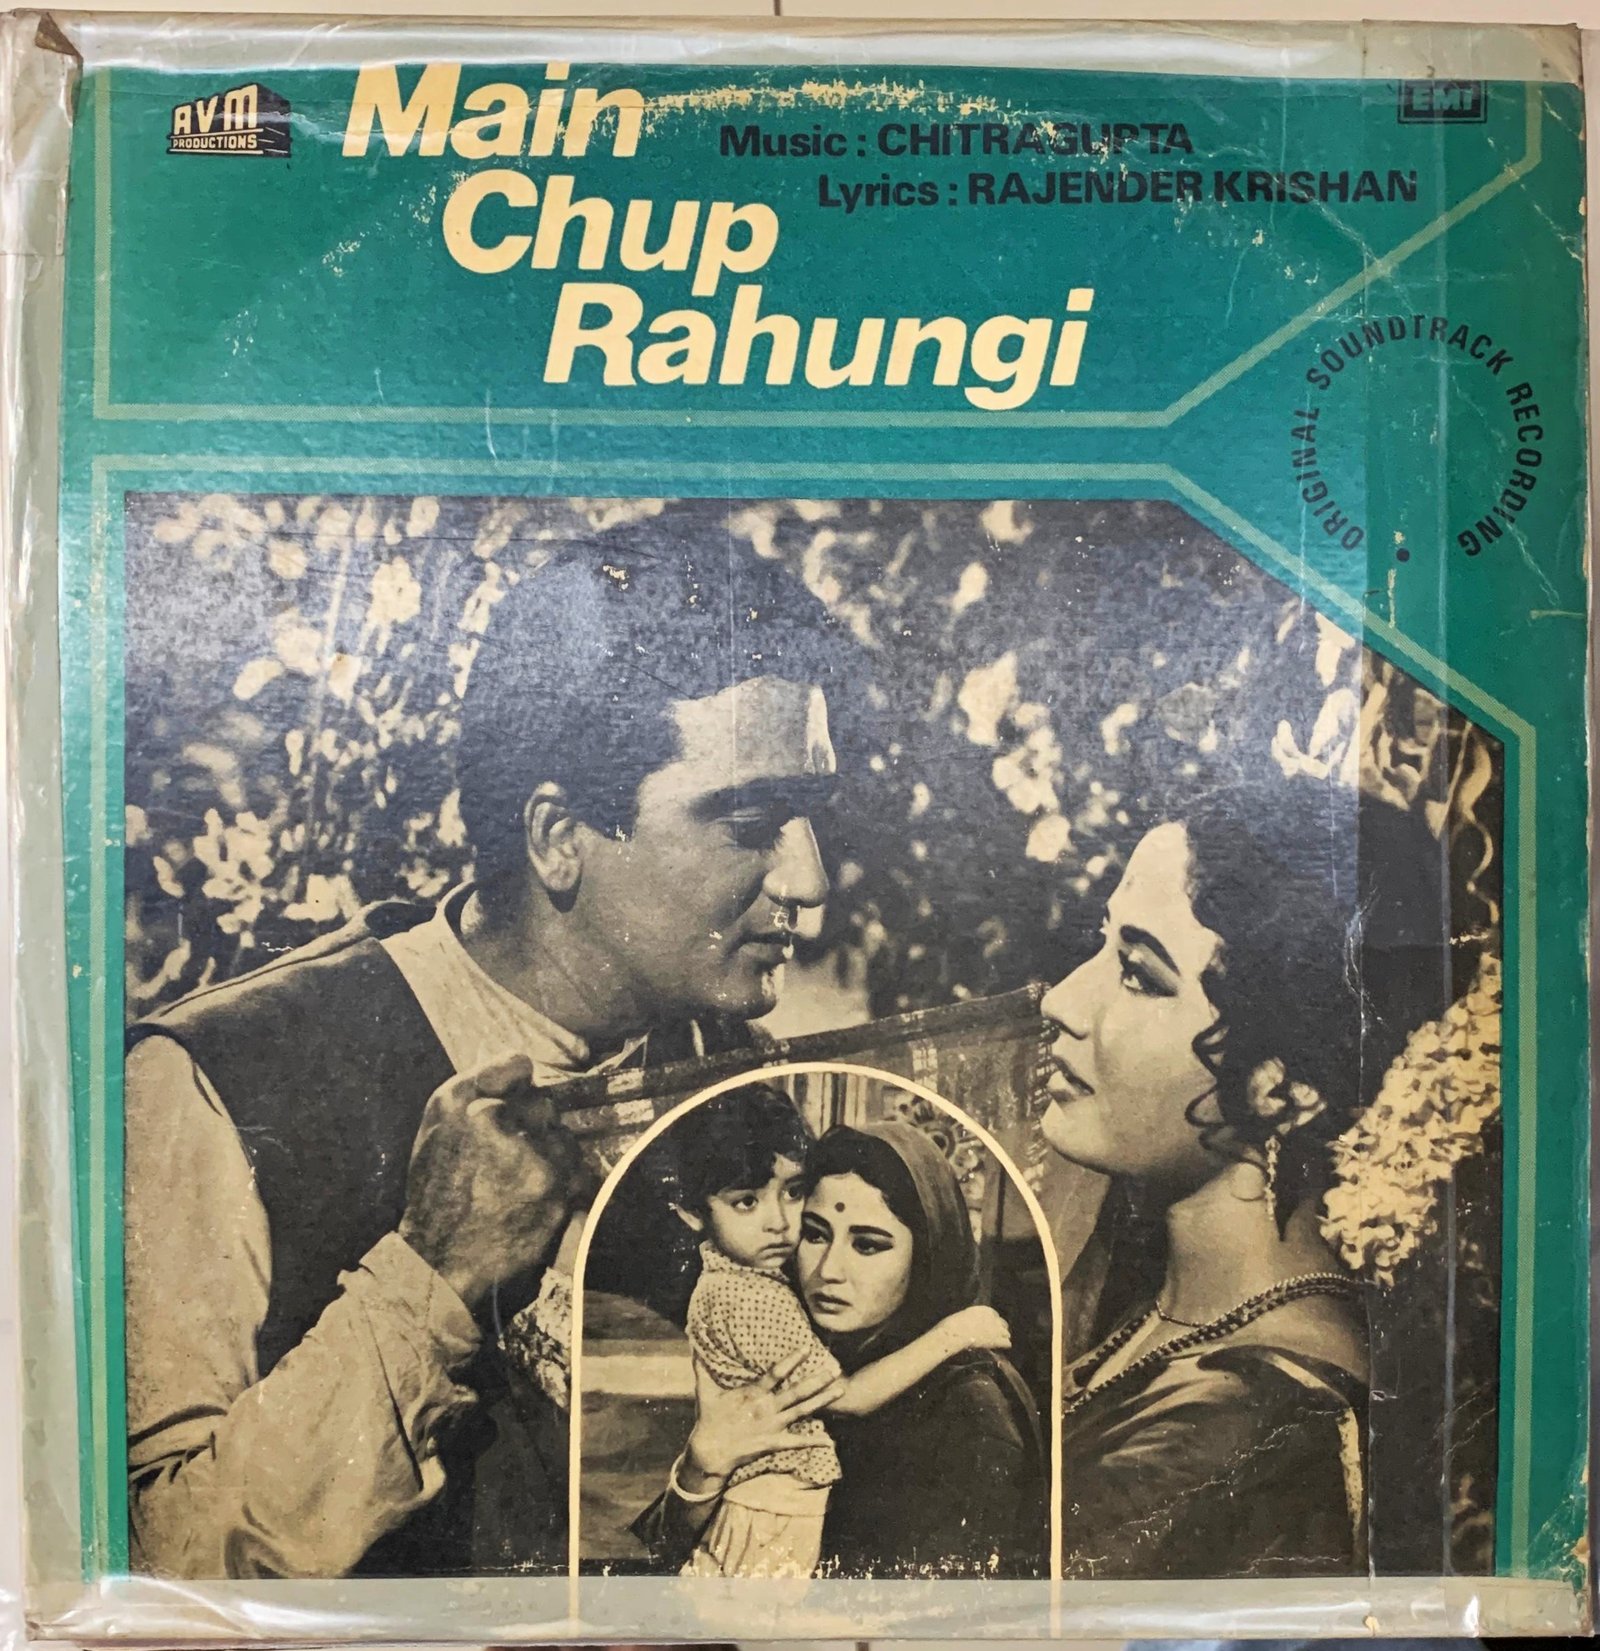 AVM
PRODUCTIONS
Main
Chup
Rahungi
Music : CHITRAGUPTA
Lyrics : RAJENDER KRISHAN
EMI
ORIGINAL SOUNDTRACK RECORDING